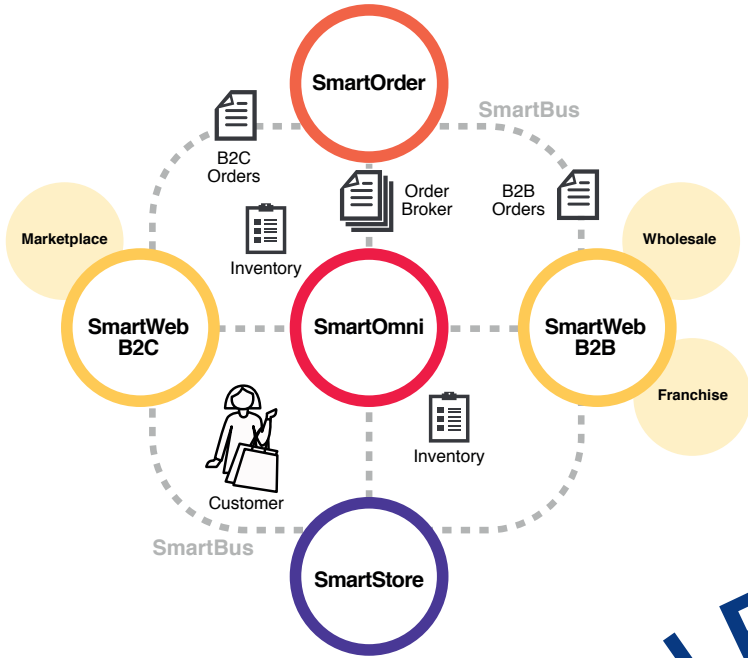 SmartOrder
SmartBus
B2C
Orders
Order
Broker
B2B
Orders
Marketplace
Inventory
Wholesale
SmartWeb
B2C
SmartOmni
SmartWeb
B2B
Franchise
Inventory
Customer
SmartBus
SmartStore